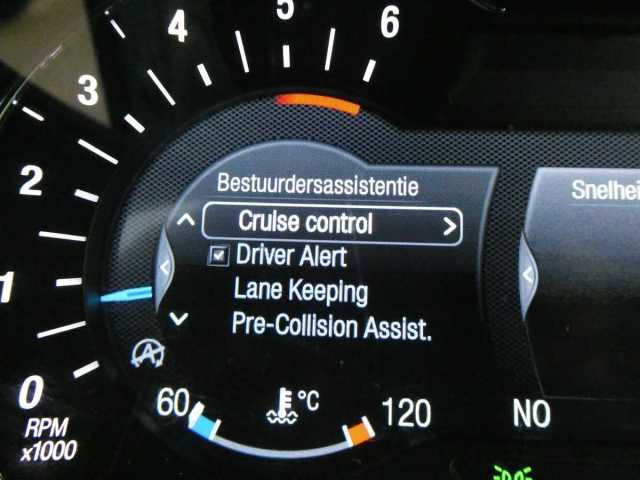 5
4
6
3
2
1
0
RPM
x1000
Bestuurdersassistentie
Cruise control
Driver Alert
Lane Keeping
Pre-Collision Assist.
60
°C
120
Snelhei
NO